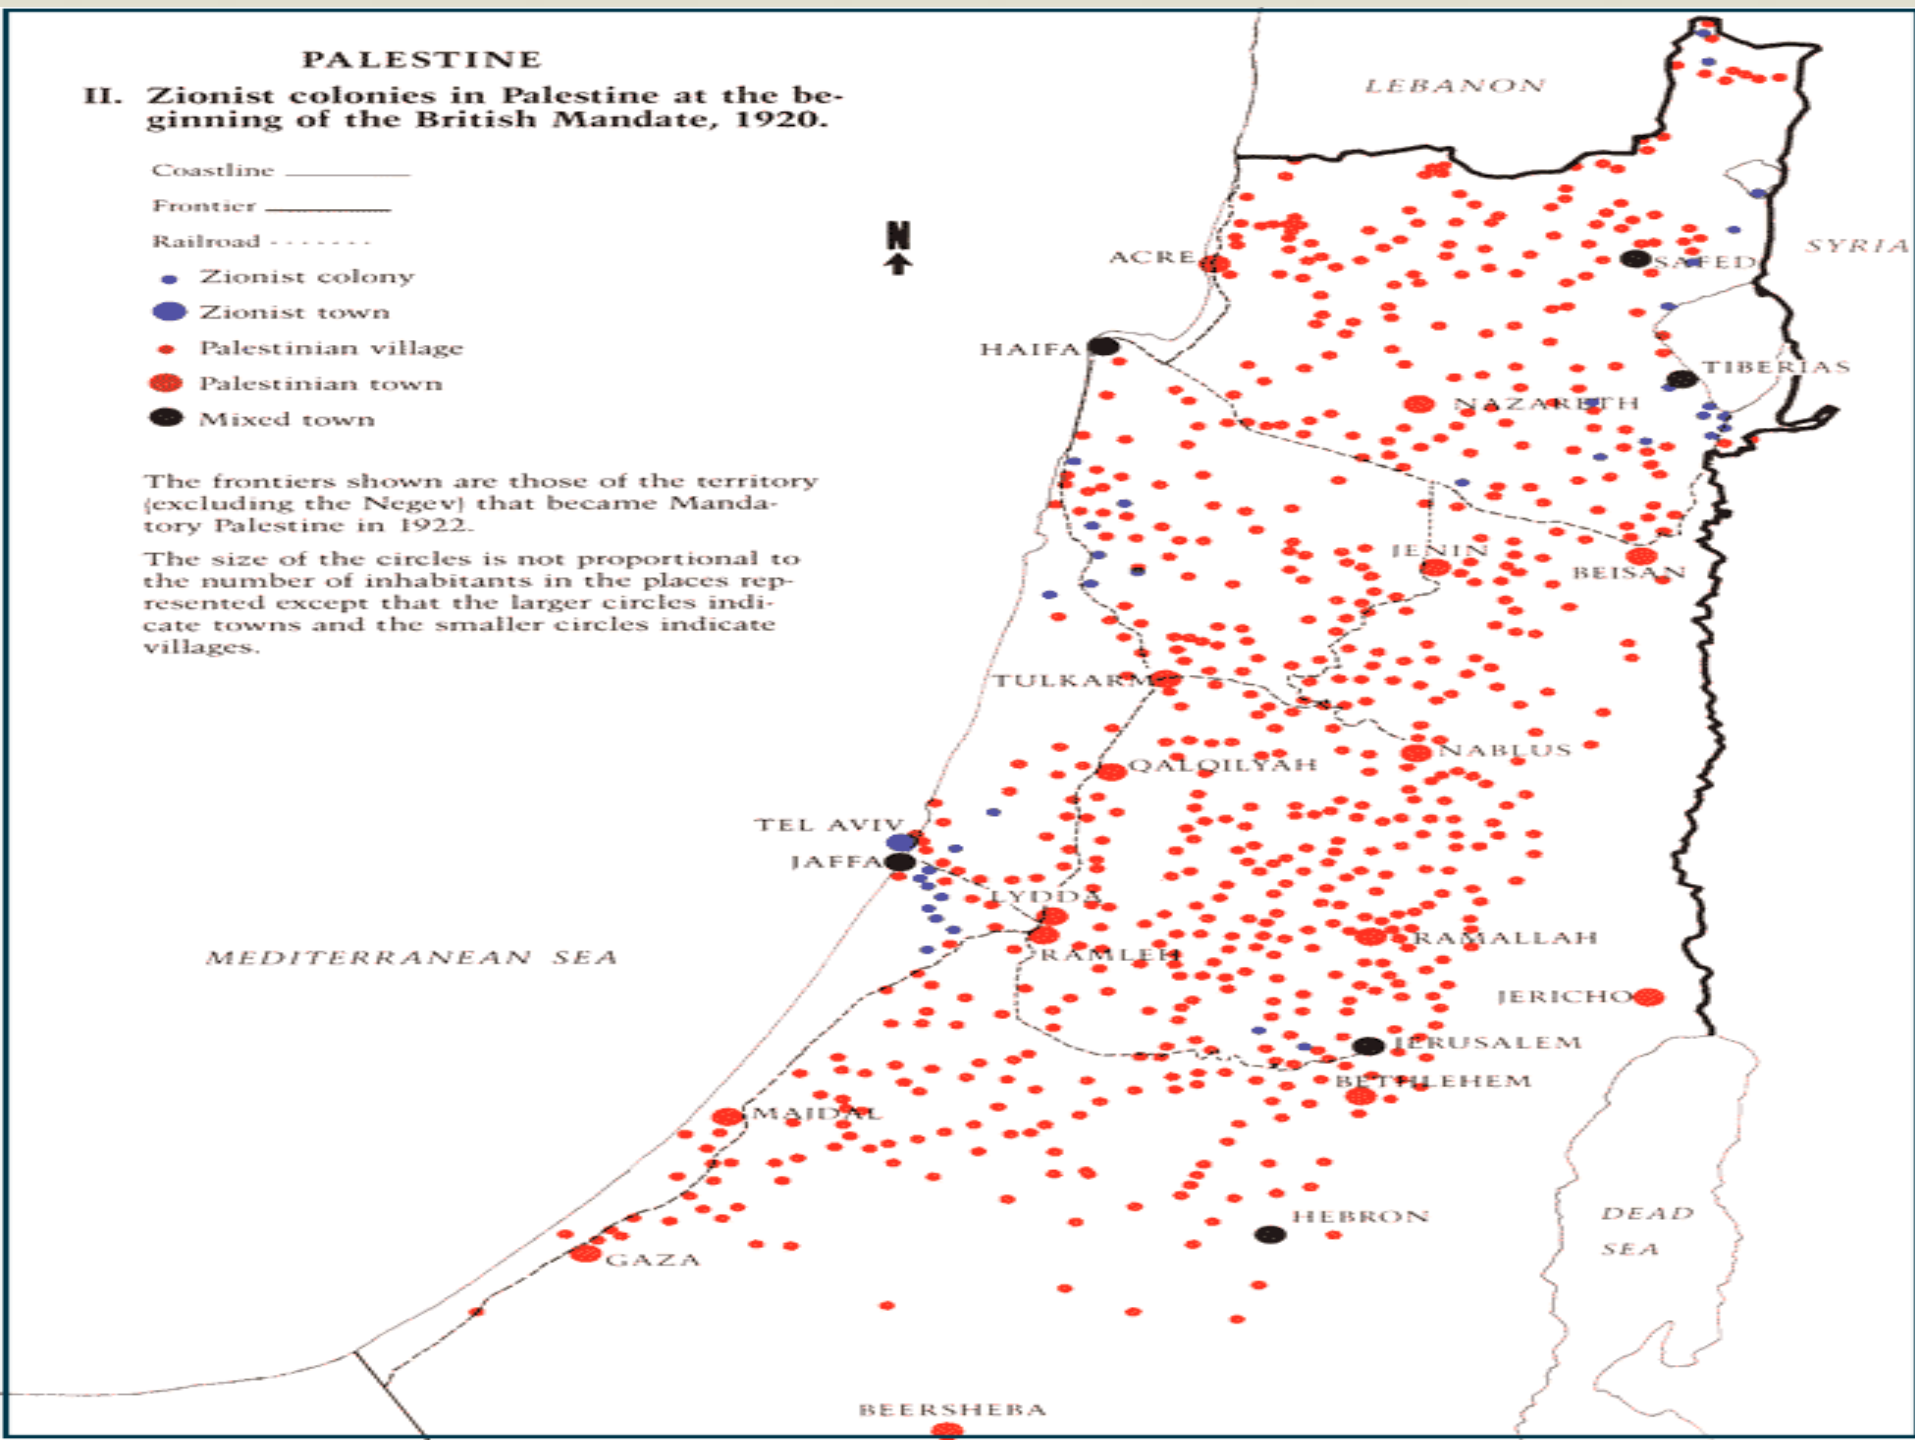 PALESTINE
II. Zionist colonies in Palestine at the be-
ginning of the British Mandate, 1920.
Coastline
Frontier
Railroad
Zionist colony
Zionist town
Palestinian village
Palestinian town
Mixed town
The frontiers shown are those of the territory
(excluding the Negev) that became Manda-
tory Palestine in 1922.
The size of the circles is not proportional to
the number of inhabitants in the places rep-
resented except that the larger circles indi-
cate towns and the smaller circles indicate
villages.
N
LEBANON
SYRIA
ACRE
SAFED
HAIFA
TIBERIAS
NAZARETH
JENIN
BEISAN
TULKARM
NABLUS
QALQILYAH
TEL AVIV
JAFFA
LYDDA
RAMALLAH
RAMLEH
MEDITERRANEAN SEA
JERICHO
JERUSALEM
BETHLEHEM
MAJDAL
DEAD
SEA
HEBRON
GAZA
BEERSHEBA